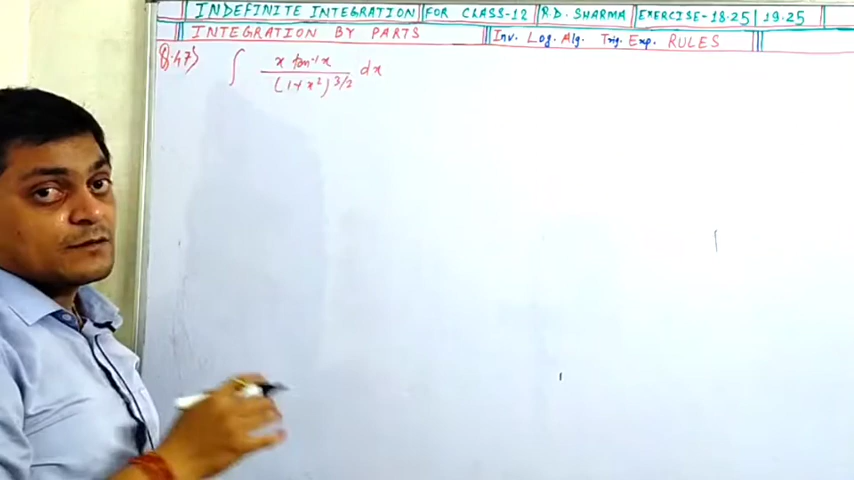 INDEFINITE INTEGRATION FOR CLASS-12 R.D. SHARMA EXERCISE-18.25 19.25
INTEGRATION BY PARTS Inv. Log. Alg. Trig. Exp. RULES
Q.47) ∫ x tan⁻¹x / (1+x²)^3/2 dx